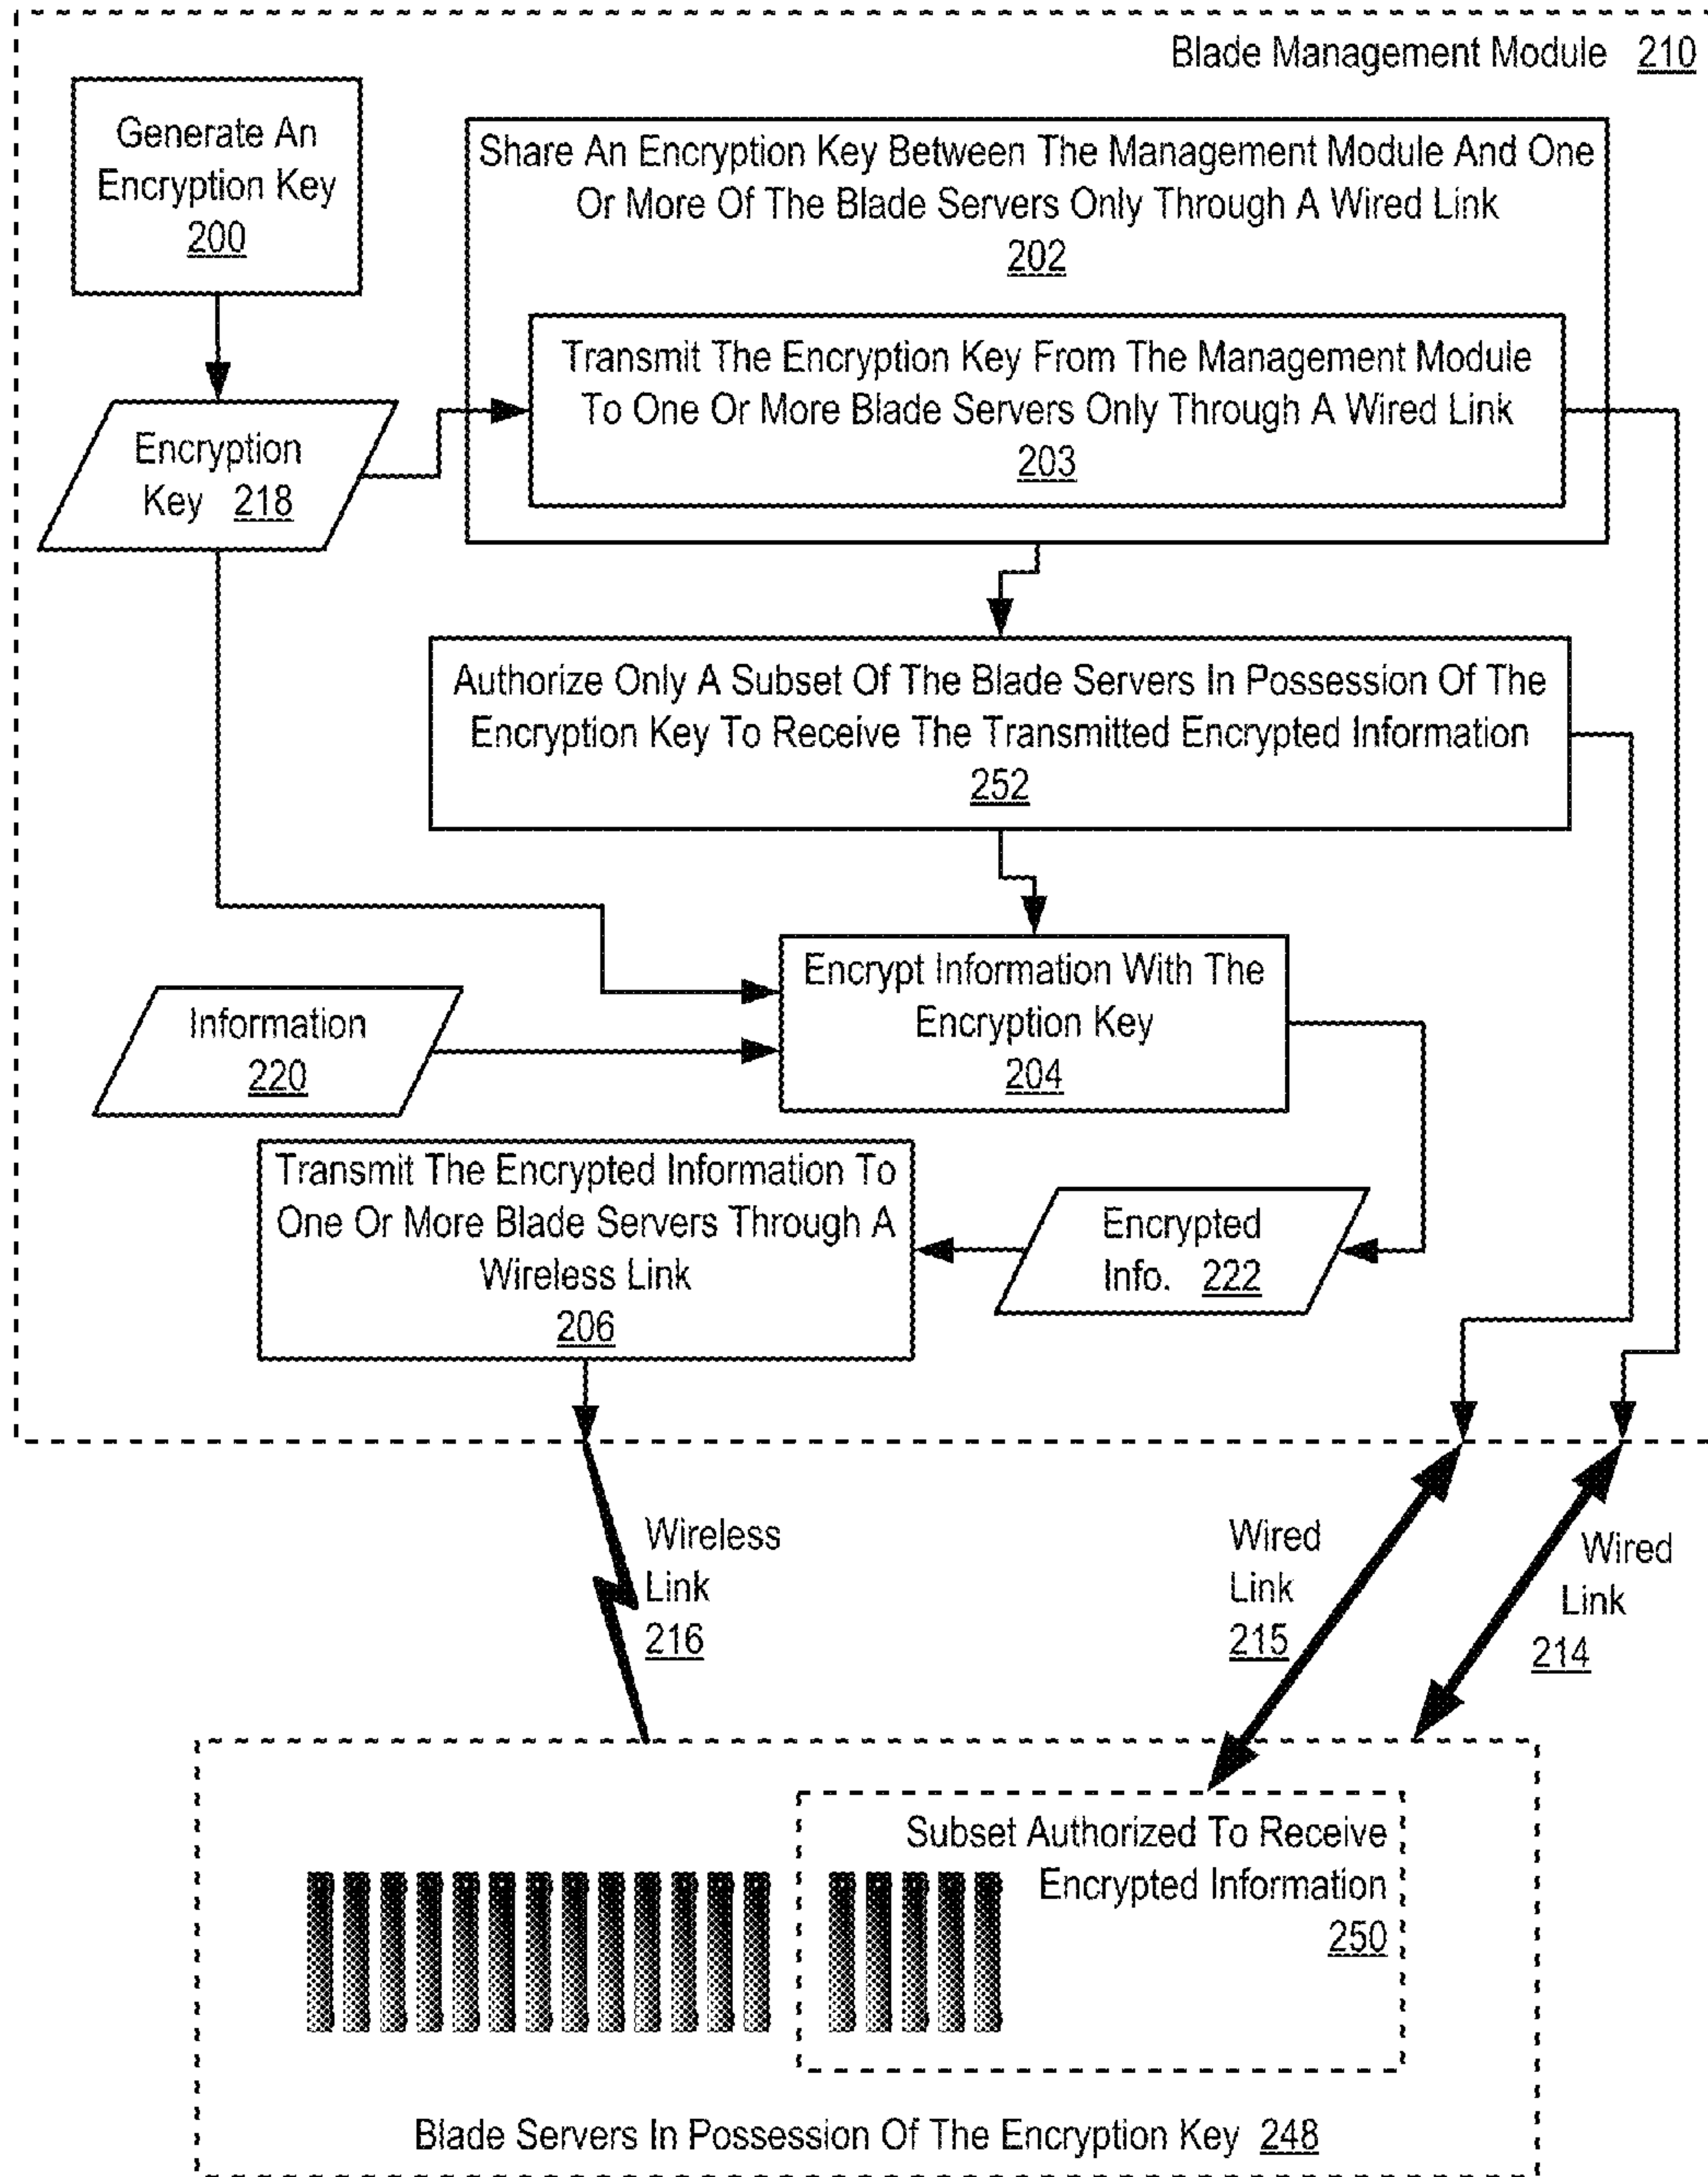 Blade Management Module 210
Generate An
Encryption Key
200
Share An Encryption Key Between The Management Module And One
Or More Of The Blade Servers Only Through A Wired Link
202
Transmit The Encryption Key From The Management Module
To One Or More Blade Servers Only Through A Wired Link
203
Encryption
Key 218
Authorize Only A Subset Of The Blade Servers In Possession Of The
Encryption Key To Receive The Transmitted Encrypted Information
252
Encrypt Information With The
Encryption Key
204
Information
220
Transmit The Encrypted Information To
One Or More Blade Servers Through A
Wireless Link
206
Encrypted
Info. 222
Wireless
Link
216
Wired
Link
215
Wired
Link
214
Subset Authorized To Receive
Encrypted Information
250
Blade Servers In Possession Of The Encryption Key 248